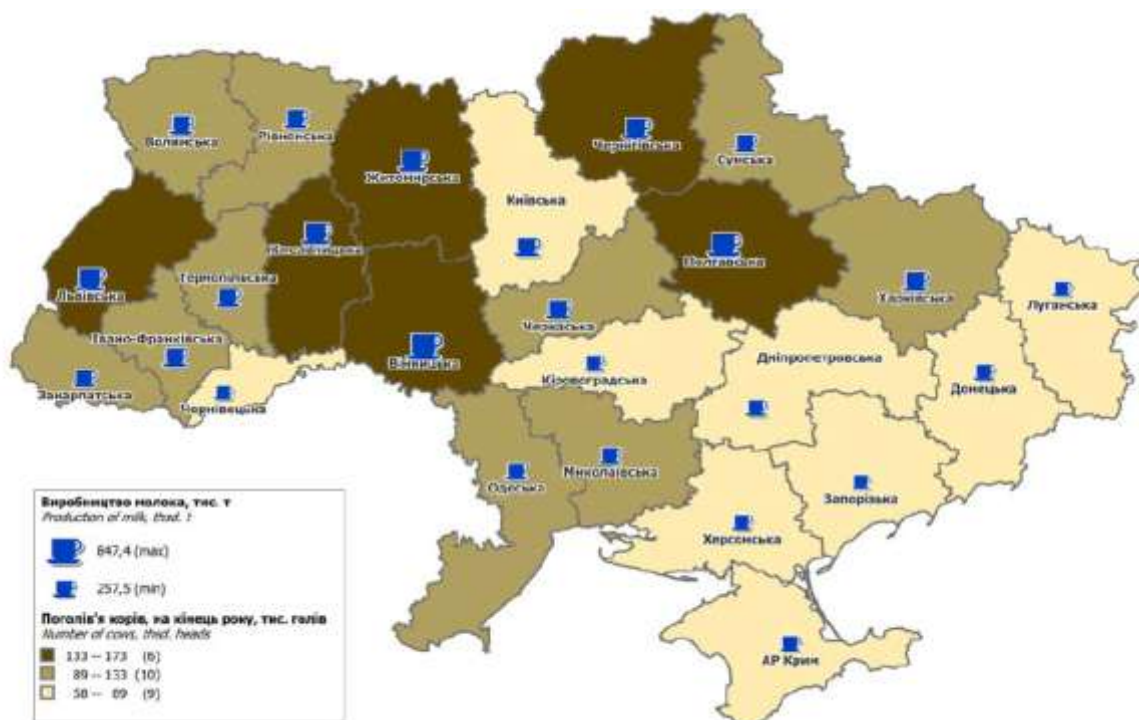 Волинська
Рівненська
Житомирська
Чернігівська
Сумська
Київська
Хмельницька
Полтавська
Львівська
Тернопільська
Харківська
Луганська
Черкаська
Івано-Франківська
Вінницька
Дніпропетровська
Кіровоградська
Донецька
Закарпатська
Чернівецька
Одеська
Миколаївська
Запорізька
Херсонська
АР Крим
Виробництво молока, тис. т
Production of milk, thsd. t
847,4 (max)
257,5 (min)
Поголів'я корів, на кінець року, тис. голів
Number of cows, thsd. heads
133 -- 173 (6)
89 -- 133 (10)
58 -- 89 (9)